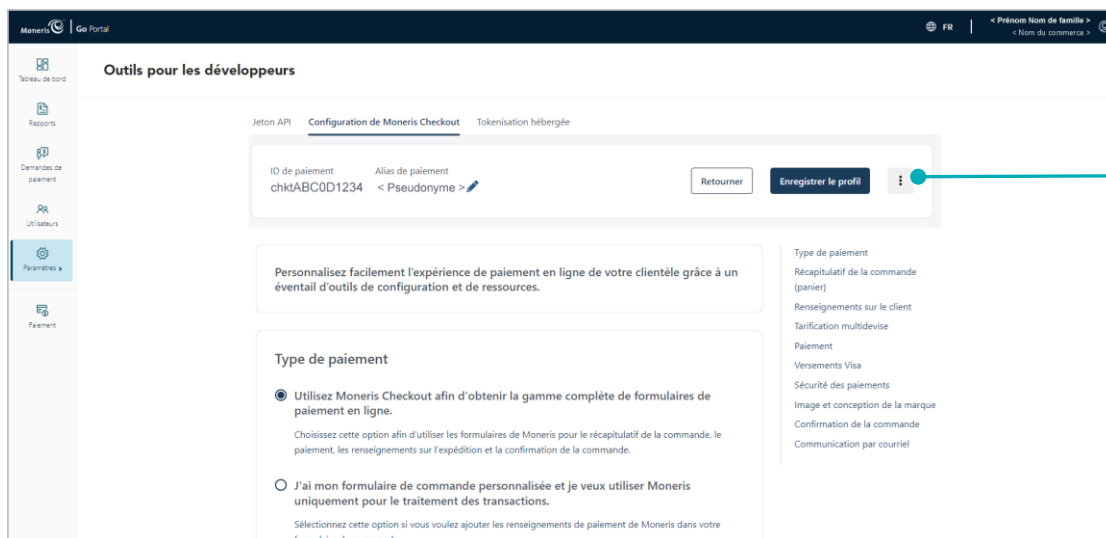 Moneris Go Portal
FR
< Prénom Nom de famille >
< Nom du commerce >
Tableau de bord
Rapports
Demandes de
paiement
Utilisateurs
Paramètres
Paiement
Outils pour les développeurs
Jeton API Configuration de Moneris Checkout Tokenisation hébergée
ID de paiement Alias de paiement
chktABC0D1234 < Pseudonyme >
Retourner Enregistrer le profil
Personnalisez facilement l'expérience de paiement en ligne de votre clientèle grâce à un
éventail d'outils de configuration et de ressources.
Type de paiement
Utilisez Moneris Checkout afin d'obtenir la gamme complète de formulaires de
paiement en ligne.
Choisissez cette option afin d'utiliser les formulaires de Moneris pour le récapitulatif de la commande, le
paiement, les renseignements sur l'expédition et la confirmation de la commande.
J'ai mon formulaire de commande personnalisée et je veux utiliser Moneris
uniquement pour le traitement des transactions.
Sélectionnez cette option si vous voulez ajouter les renseignements de paiement de Moneris dans votre
Type de paiement
Récapitulatif de la commande
(panier)
Renseignements sur le client
Tarification multidevise
Paiement
Versements Visa
Sécurité des paiements
Image et conception de la marque
Confirmation de la commande
Communication par courriel